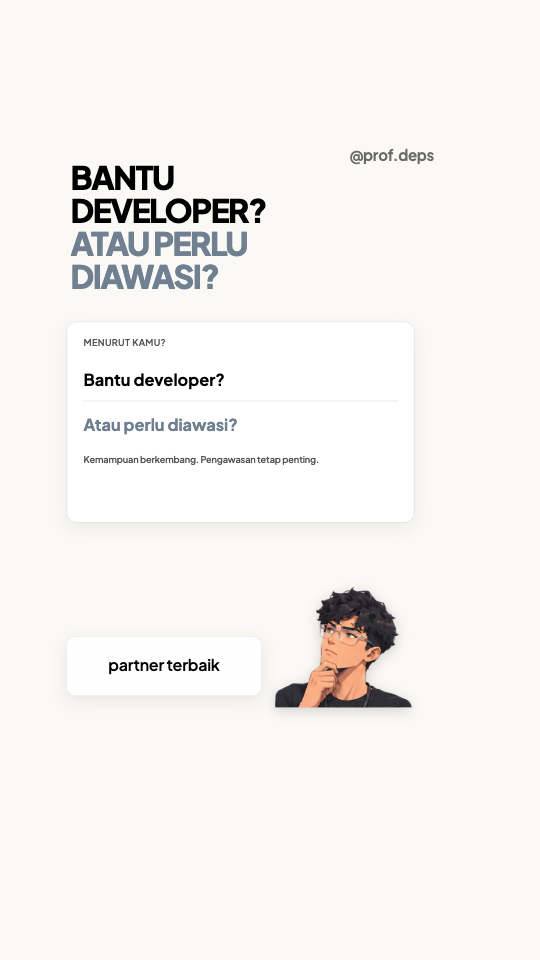 @prof.deps
BANTU
DEVELOPER?
ATAU PERLU
DIAWASI?
MENURUT KAMU?
Bantu developer?
Atau perlu diawasi?
Kemampuan berkembang. Pengawasan tetap penting.
partner terbaik